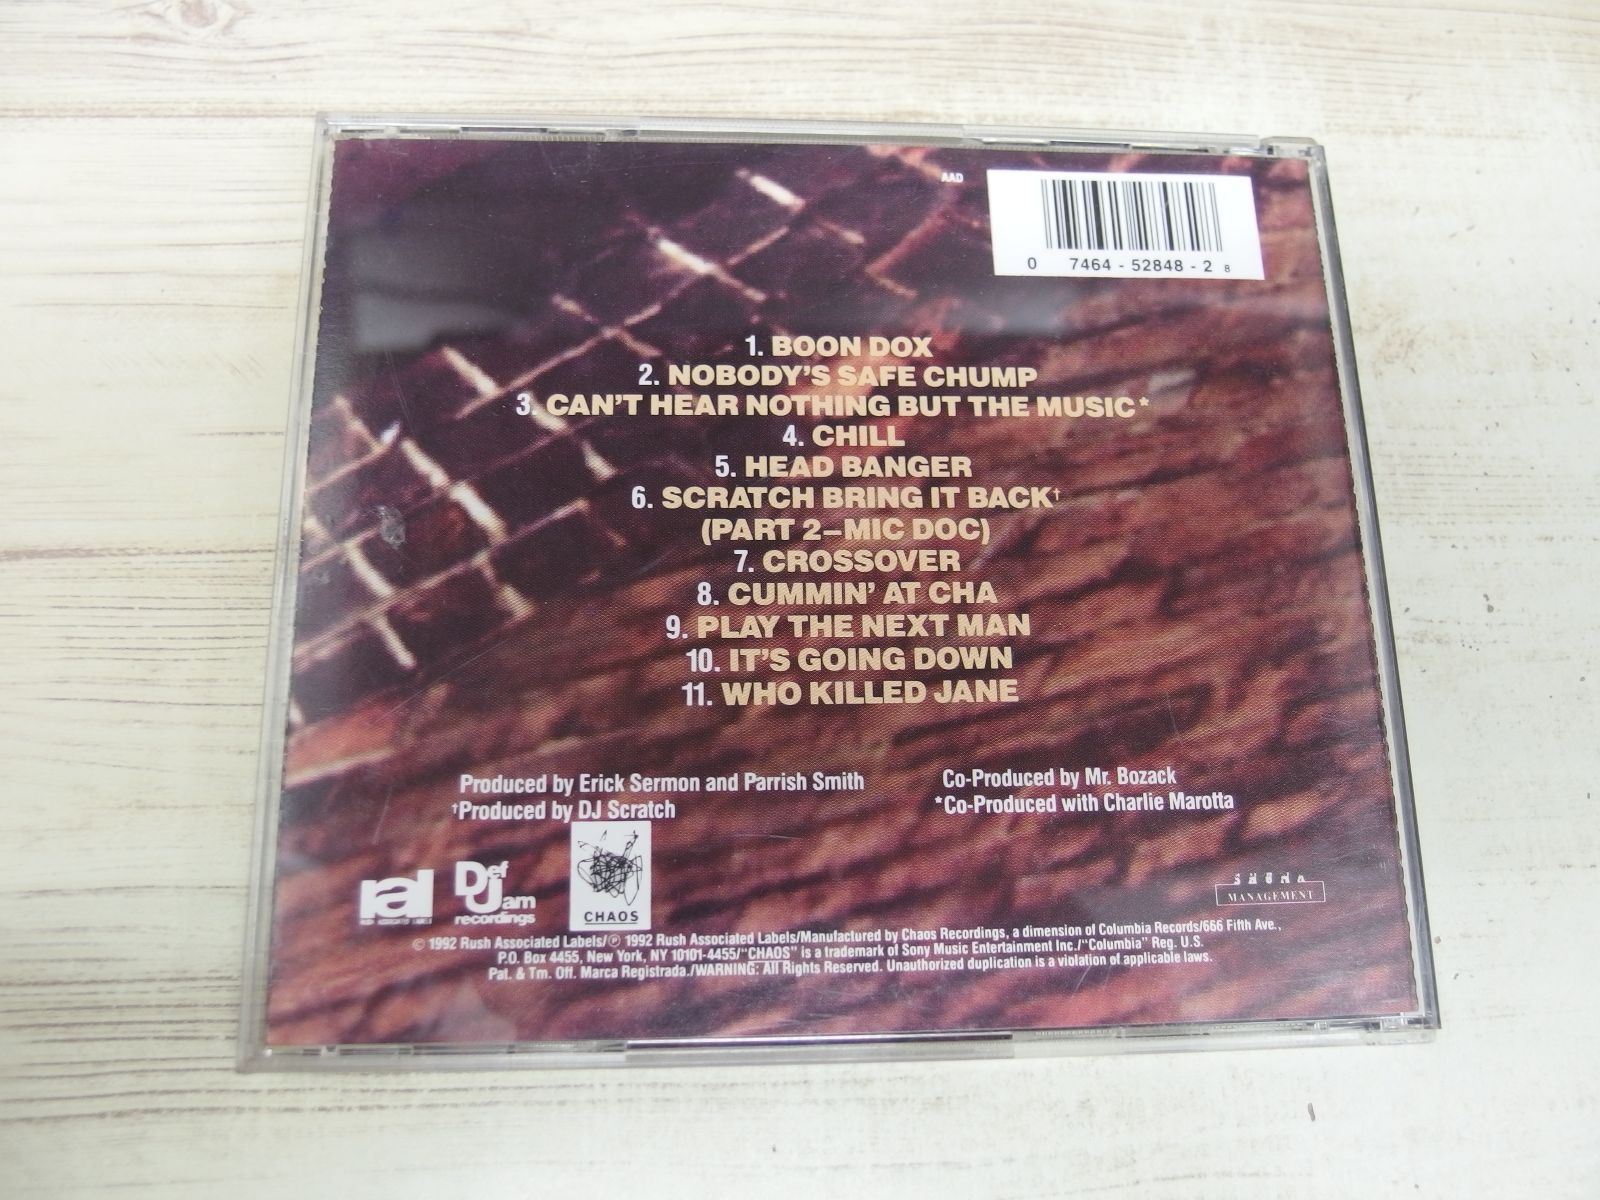 AAD
0 7464 - 52848 - 2 8
1. BOON DOX
2. NOBODY'S SAFE CHUMP
3. CAN'T HEAR NOTHING BUT THE MUSIC*
4. CHILL
5. HEAD BANGER
6. SCRATCH BRING IT BACK†
(PART 2–MIC DOC)
7. CROSSOVER
8. CUMMIN' AT CHA
9. PLAY THE NEXT MAN
10. IT'S GOING DOWN
11. WHO KILLED JANE
Produced by Erick Sermon and Parrish Smith
†Produced by DJ Scratch
Co-Produced by Mr. Bozack
*Co-Produced with Charlie Marotta
ral
RUSH ASSOCIATED LABELS
Def
Jam
recordings
CHAOS
MANAGEMENT
© 1992 Rush Associated Labels/℗ 1992 Rush Associated Labels/Manufactured by Chaos Recordings, a dimension of Columbia Records/666 Fifth Ave.,
P.O. Box 4455, New York, NY 10101-4455/"CHAOS" is a trademark of Sony Music Entertainment Inc./"Columbia" Reg. U.S.
Pat. & Tm. Off. Marca Registrada./WARNING: All Rights Reserved. Unauthorized duplication is a violation of applicable laws.